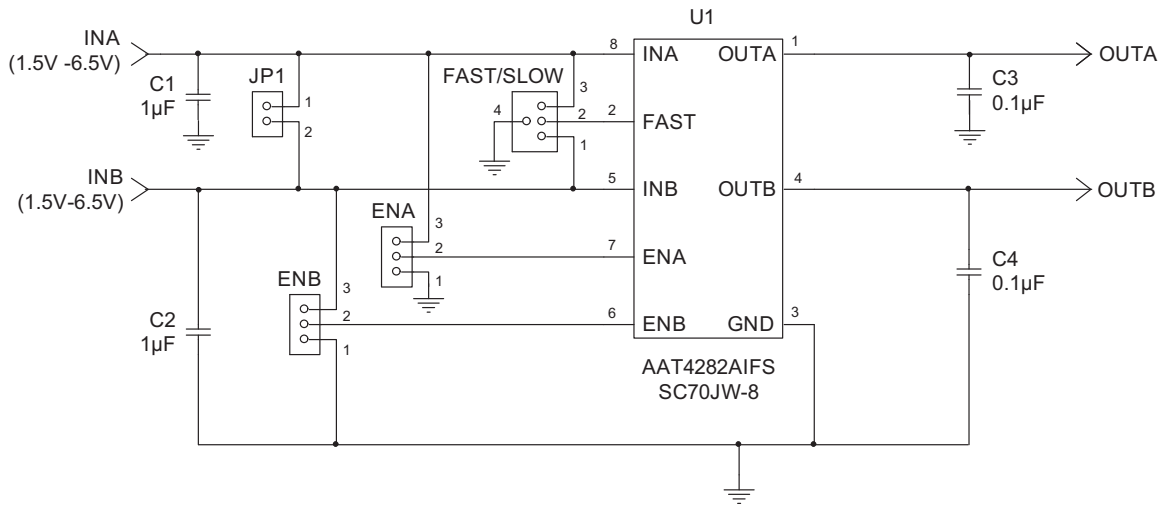 U1
INA
(1.5V -6.5V)
C1
1µF
JP1
1
2
FAST/SLOW
3
4
2
1
8
INA
OUTA
1
OUTA
C3
0.1µF
2
FAST
INB
(1.5V-6.5V)
5
INB
OUTB
4
OUTB
ENA
3
2
1
7
ENA
C4
0.1µF
ENB
3
2
1
6
ENB
GND
3
C2
1µF
AAT4282AIFS
SC70JW-8